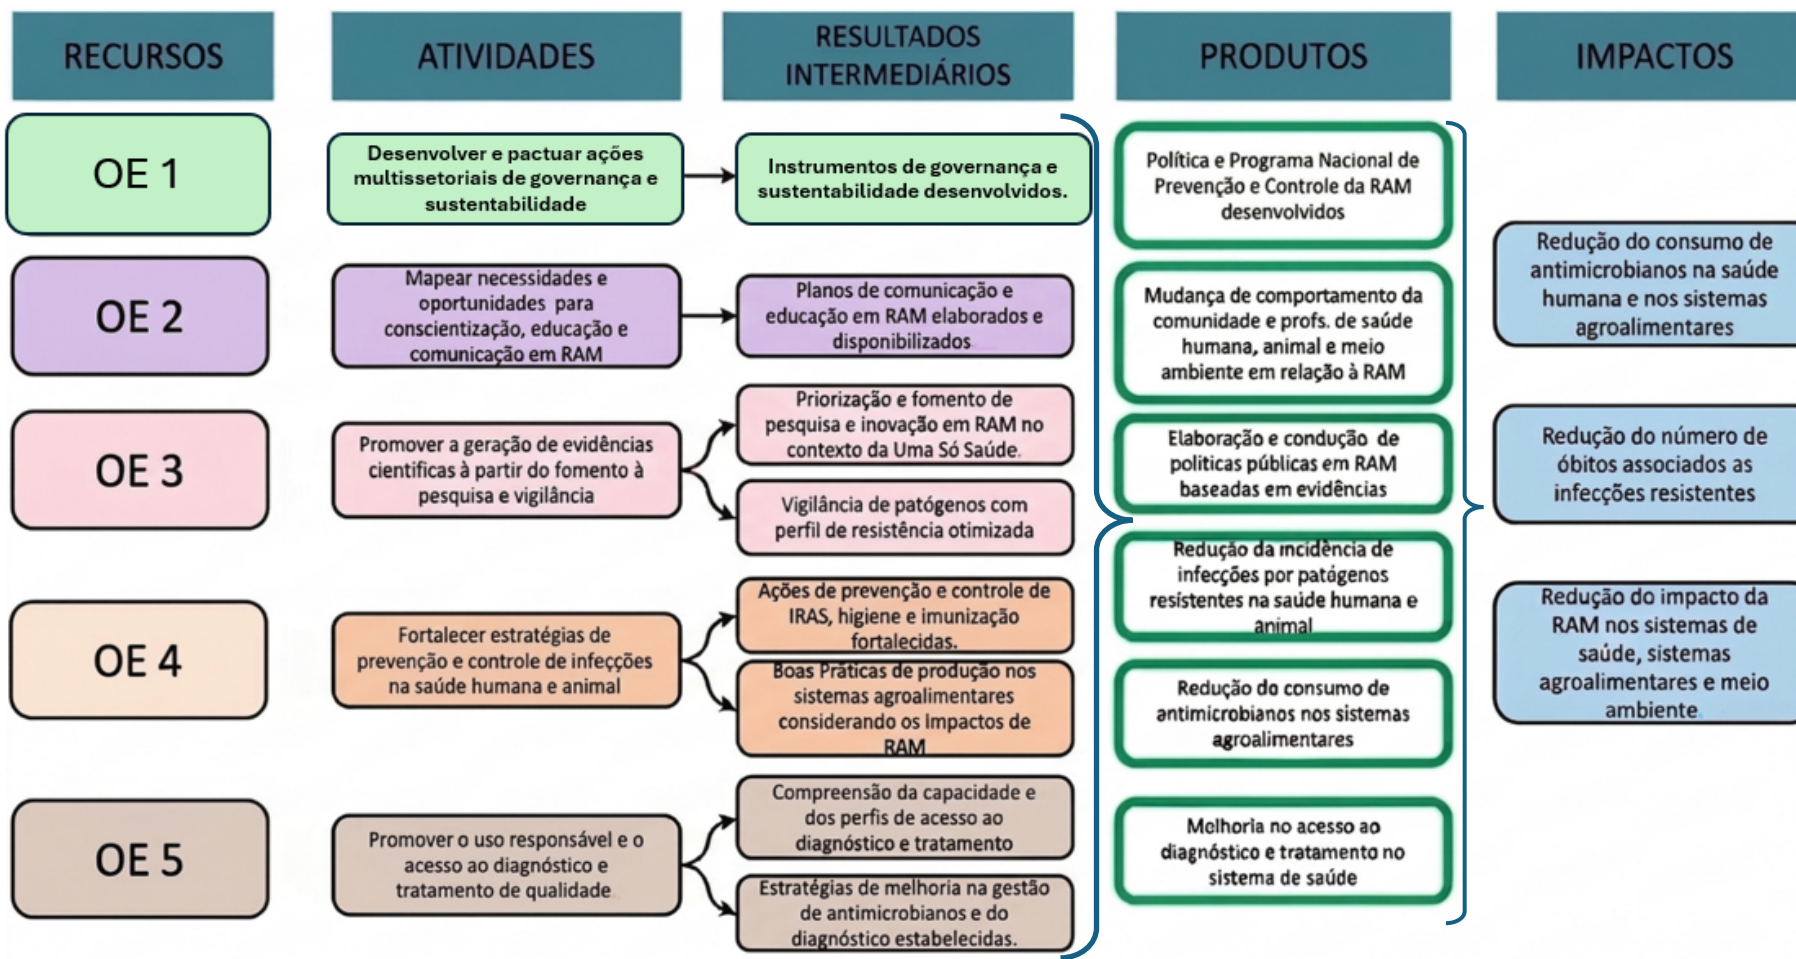 RECURSOS
ATIVIDADES
RESULTADOS
INTERMEDIÁRIOS
PRODUTOS
IMPACTOS
OE 1
Desenvolver e pactuar ações
multissetoriais de governança e
sustentabilidade
Instrumentos de governança e
sustentabilidade desenvolvidos.
OE 2
Mapear necessidades e
oportunidades para
conscientização, educação e
comunicação em RAM
Planos de comunicação e
educação em RAM elaborados e
disponibilizados
OE 3
Promover a geração de evidências
cientificas à partir do fomento à
pesquisa e vigilância
Priorização e fomento de
pesquisa e inovação em RAM no
contexto da Uma Só Saúde.
Vigilância de patógenos com
perfil de resistência otimizada
OE 4
Fortalecer estratégias de
prevenção e controle de infecções
na saúde humana e animal
Ações de prevenção e controle de
IRAS, higiene e imunização
fortalecidas.
Boas Práticas de produção nos
sistemas agroalimentares
considerando os Impactos de
RAM
OE 5
Promover o uso responsável e o
acesso ao diagnóstico e
tratamento de qualidade.
Compreensão da capacidade e
dos perfis de acesso ao
diagnóstico e tratamento
Estratégias de melhoria na gestão
de antimicrobianos e do
diagnóstico estabelecidas.
Política e Programa Nacional de
Prevenção e Controle da RAM
desenvolvidos
Mudança de comportamento da
comunidade e profs. de saúde
humana, animal e meio
ambiente em relação à RAM
Elaboração e condução de
politicas públicas em RAM
baseadas em evidências
Redução da incidência de
infecções por patógenos
resistentes na saúde humana e
animal
Redução do consumo de
antimicrobianos nos sistemas
agroalimentares
Melhoria no acesso ao
diagnóstico e tratamento no
sistema de saúde
Redução do consumo de
antimicrobianos na saúde
humana e nos sistemas
agroalimentares
Redução do número de
óbitos associados as
infecções resistentes
Redução do impacto da
RAM nos sistemas de
saúde, sistemas
agroalimentares e meio
ambiente.